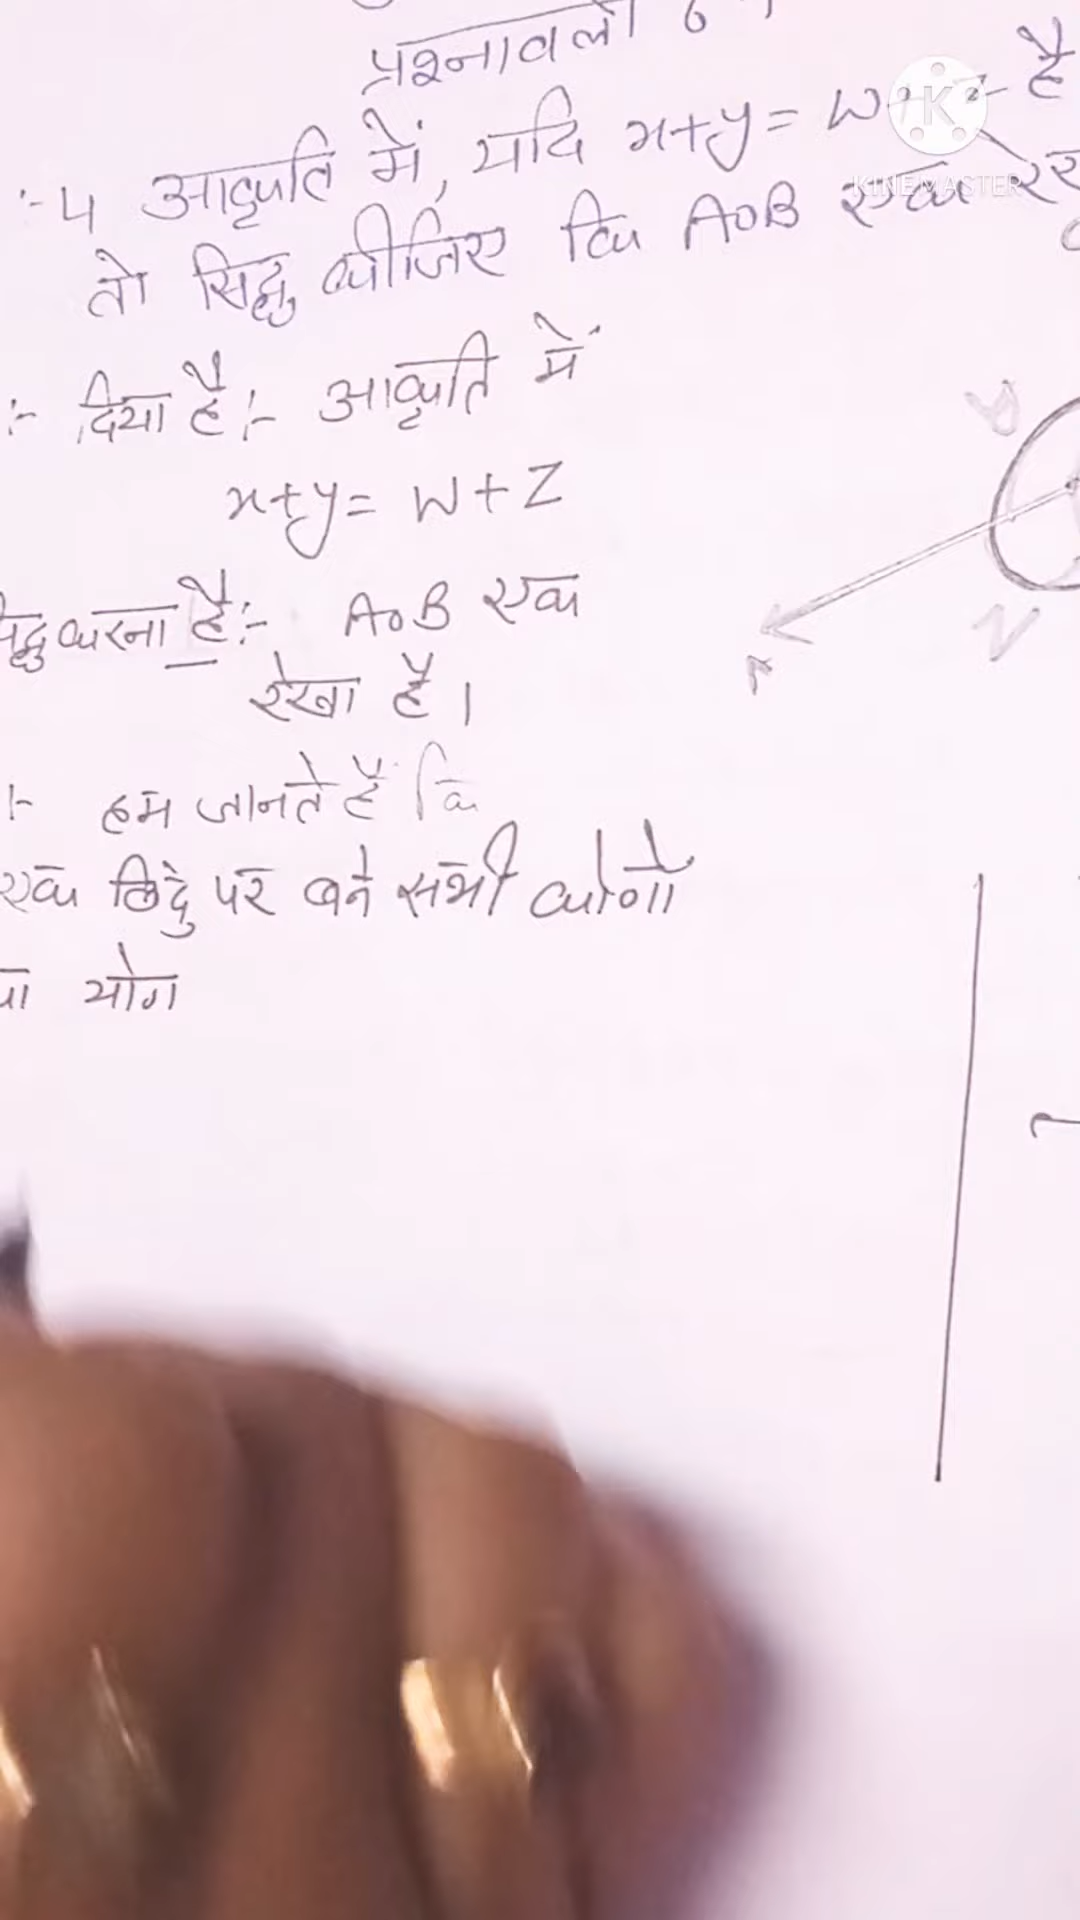 प्रश्नावली 6
:-4 आकृति में, यदि x+y= W+Z है
तो सिद्ध कीजिए कि AOB एक
:- दिया है:- आकृति में
x+y= W+Z
सिद्ध करना है:- AOB एक
रेखा है।
:- हम जानते है कि
एक बिंदु पर बने सभी कोणों
का योग
KINEMASTER